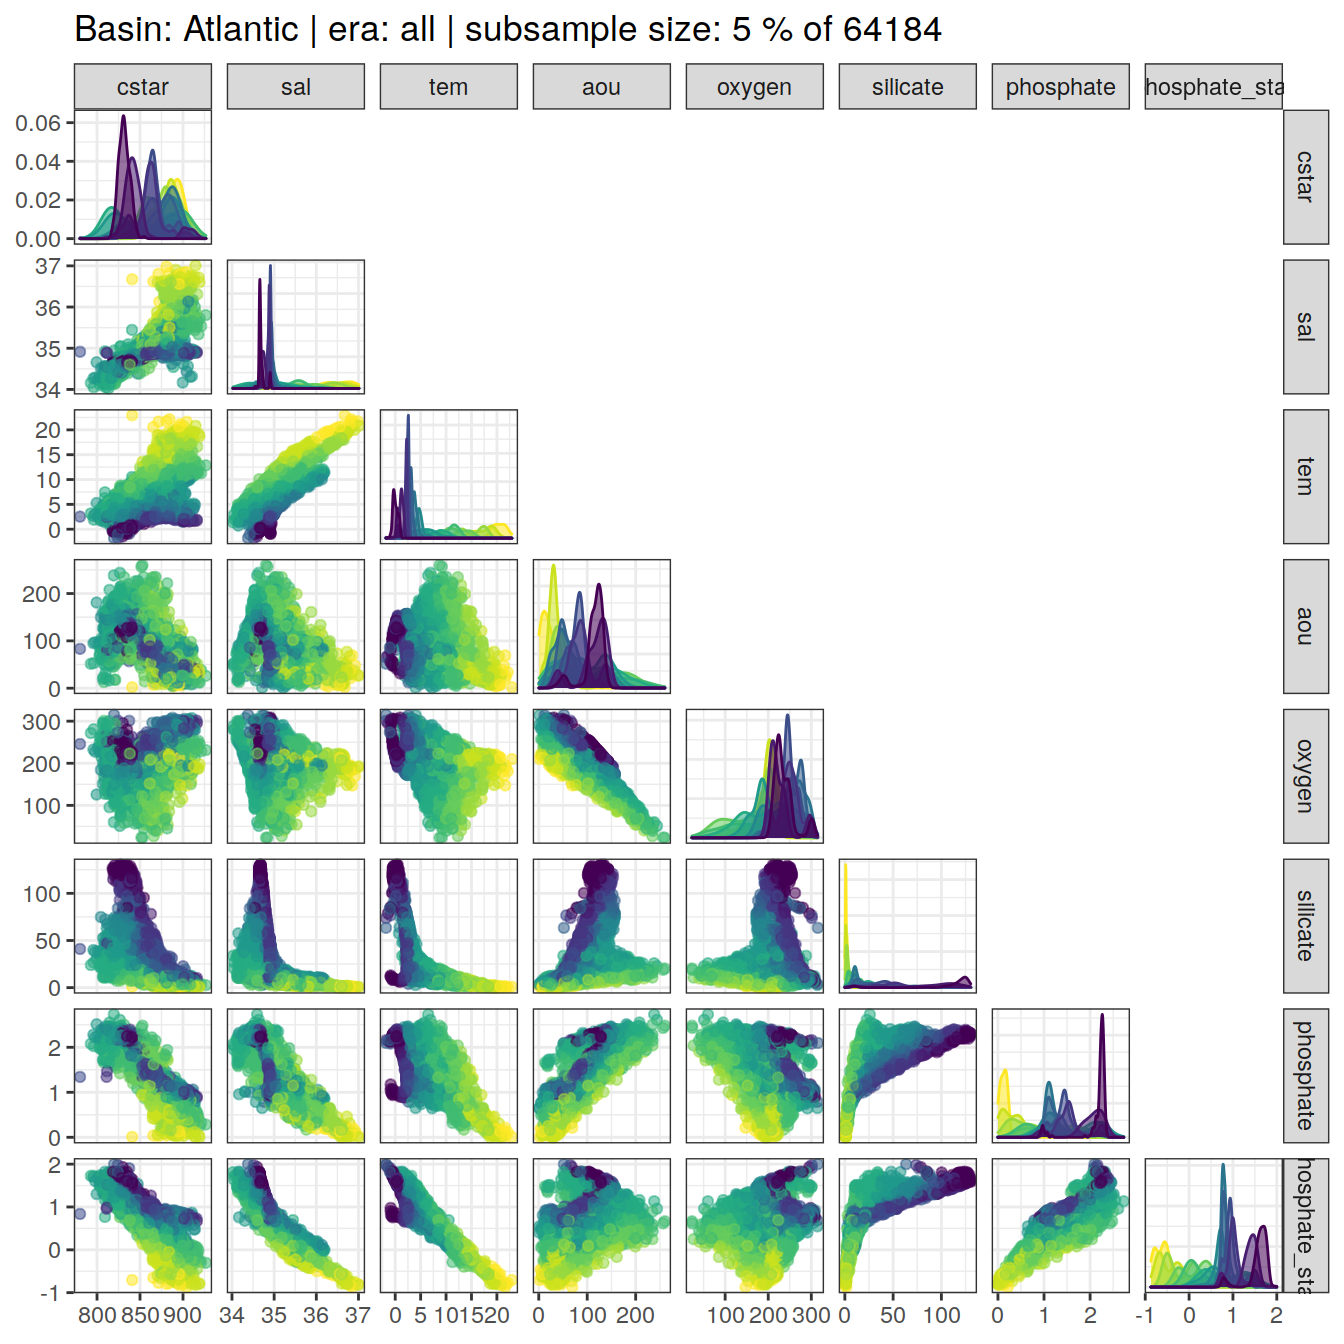 Basin: Atlantic | era: all | subsample size: 5 % of 64184
cstar sal tem aou oxygen silicate phosphate hosphate_sta
0.06
0.04
0.02
0.00
cstar
37
36
35
34
sal
20
15
10
5
0
tem
200
100
0
aou
300
200
100
oxygen
100
50
0
silicate
2
1
0
phosphate
2
1
0
-1
hosphate_sta
800 850 900 34 35 36 37 0 5 10 15 20 0 100 200 100 200 300 0 50 100 0 1 2 -1 0 1 2